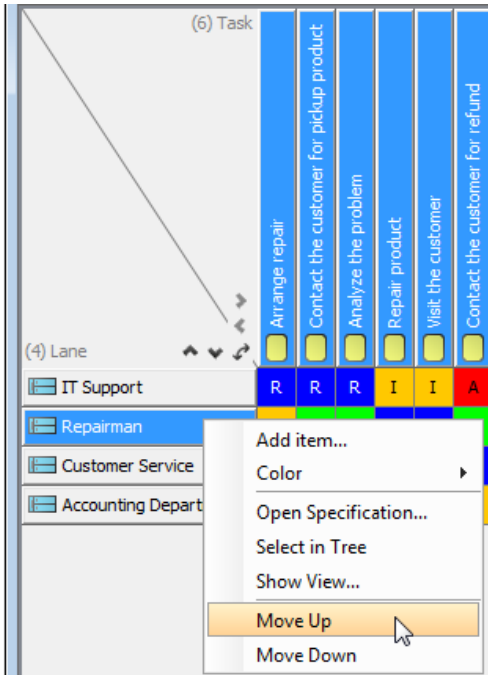 (6) Task
Arrange repair
Contact the customer for pickup product
Analyze the problem
Repair product
Visit the customer
Contact the customer for refund
(4) Lane
IT Support
R R R I I A
Repairman
Customer Service
Accounting Depart
Add item...
Color
Open Specification...
Select in Tree
Show View...
Move Up
Move Down